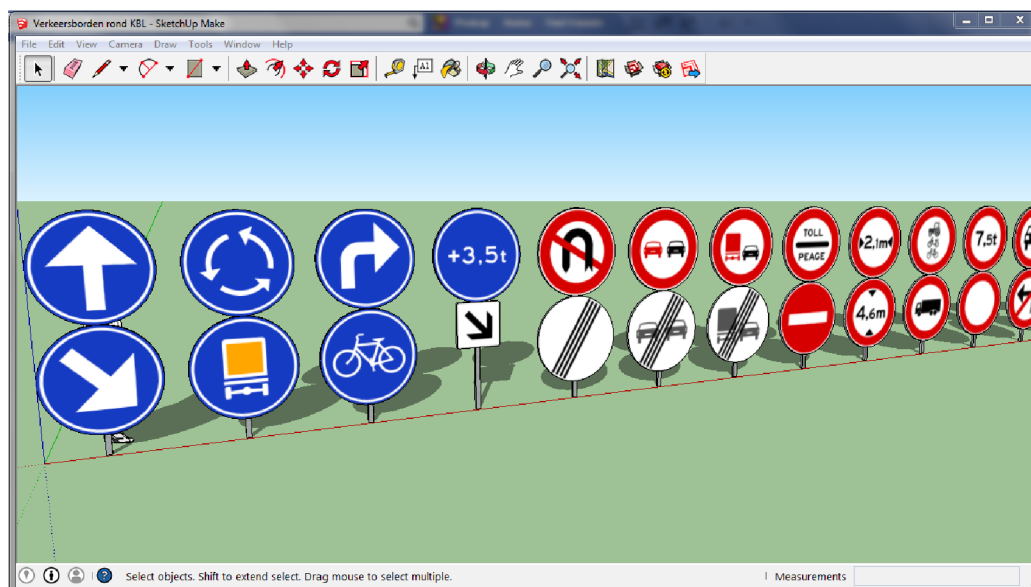 Verkeersborden rond KBL - SketchUp Make
File Edit View Camera Draw Tools Window Help
A1
+3,5t
TOLL
PEAGE
2,1m
7,5t
4,6m
Select objects. Shift to extend select. Drag mouse to select multiple.
Measurements